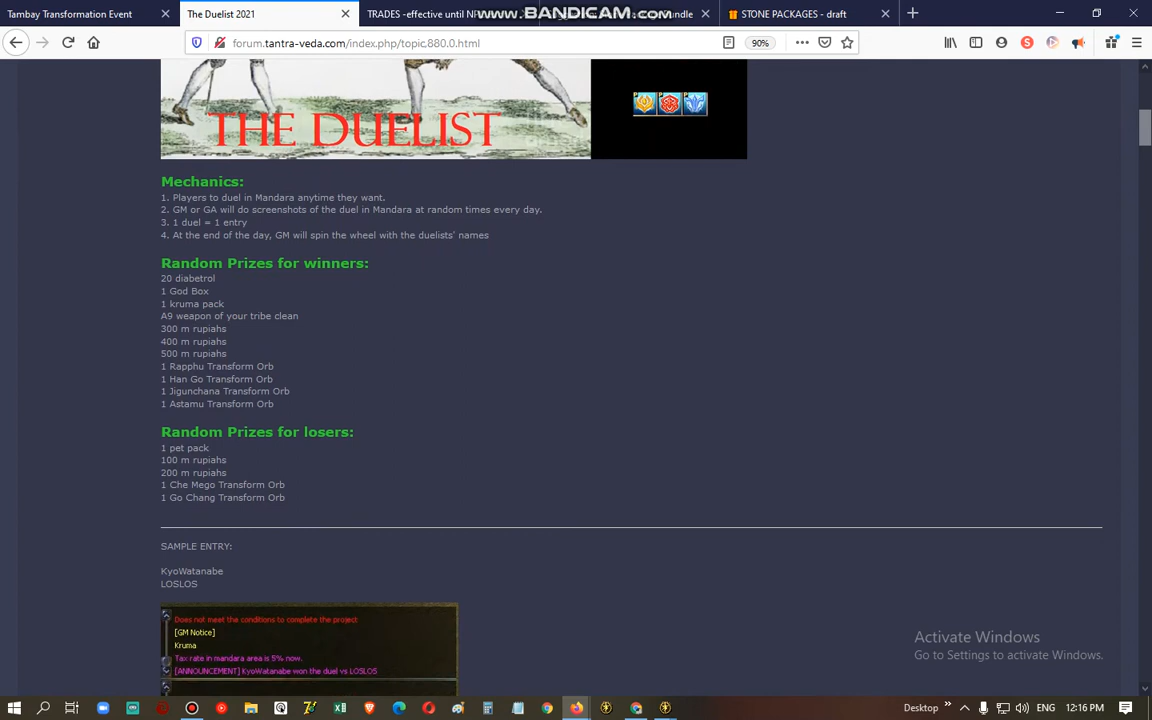 Tambay Transformation Event
The Duelist 2021
TRADES -effective until
www.BANDICAM.com
STONE PACKAGES - draft
forum.tantra-veda.com/index.php/topic,880.0.html
90%
THE DUELIST
Mechanics:
1. Players to duel in Mandara anytime they want.
2. GM or GA will do screenshots of the duel in Mandara at random times every day.
3. 1 duel = 1 entry
4. At the end of the day, GM will spin the wheel with the duelists' names
Random Prizes for winners:
20 diabetrol
1 God Box
1 kruma pack
A9 weapon of your tribe clean
300 m rupiahs
400 m rupiahs
500 m rupiahs
1 Rapphu Transform Orb
1 Han Go Transform Orb
1 Jigunchana Transform Orb
1 Astamu Transform Orb
Random Prizes for losers:
1 pet pack
100 m rupiahs
200 m rupiahs
1 Che Mego Transform Orb
1 Go Chang Transform Orb
SAMPLE ENTRY:
KyoWatanabe
LOSLOS
Does not meet the conditions to complete the project
[GM Notice]
Kruma
Tax rate in mandara area is 5% now.
[ANNOUNCEMENT] KyoWatanabe won the duel vs LOSLOS
Activate Windows
Go to Settings to activate Windows.
Desktop
ENG
12:16 PM